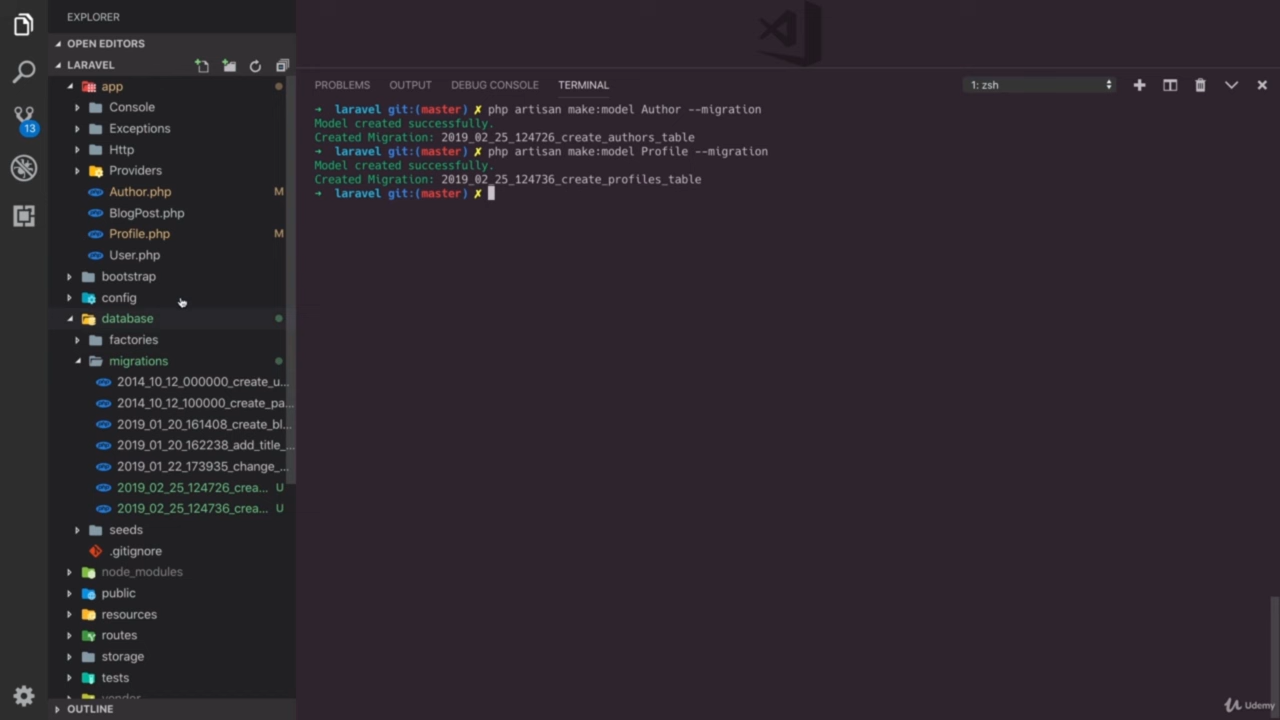 EXPLORER
OPEN EDITORS
LARAVEL
app
Console
Exceptions
Http
Providers
Author.php M
BlogPost.php
Profile.php M
User.php
bootstrap
config
database
factories
migrations
2014_10_12_000000_create_u...
2014_10_12_100000_create_pa...
2019_01_20_161408_create_bl...
2019_01_20_162238_add_title_...
2019_01_22_173935_change_...
2019_02_25_124726_crea... U
2019_02_25_124736_crea... U
seeds
.gitignore
node_modules
public
resources
routes
storage
tests
vendor
OUTLINE
13
PROBLEMS OUTPUT DEBUG CONSOLE TERMINAL 1: zsh
→ laravel git:(master) ✗ php artisan make:model Author --migration
Model created successfully.
Created Migration: 2019_02_25_124726_create_authors_table
→ laravel git:(master) ✗ php artisan make:model Profile --migration
Model created successfully.
Created Migration: 2019_02_25_124736_create_profiles_table
→ laravel git:(master) ✗
Udemy